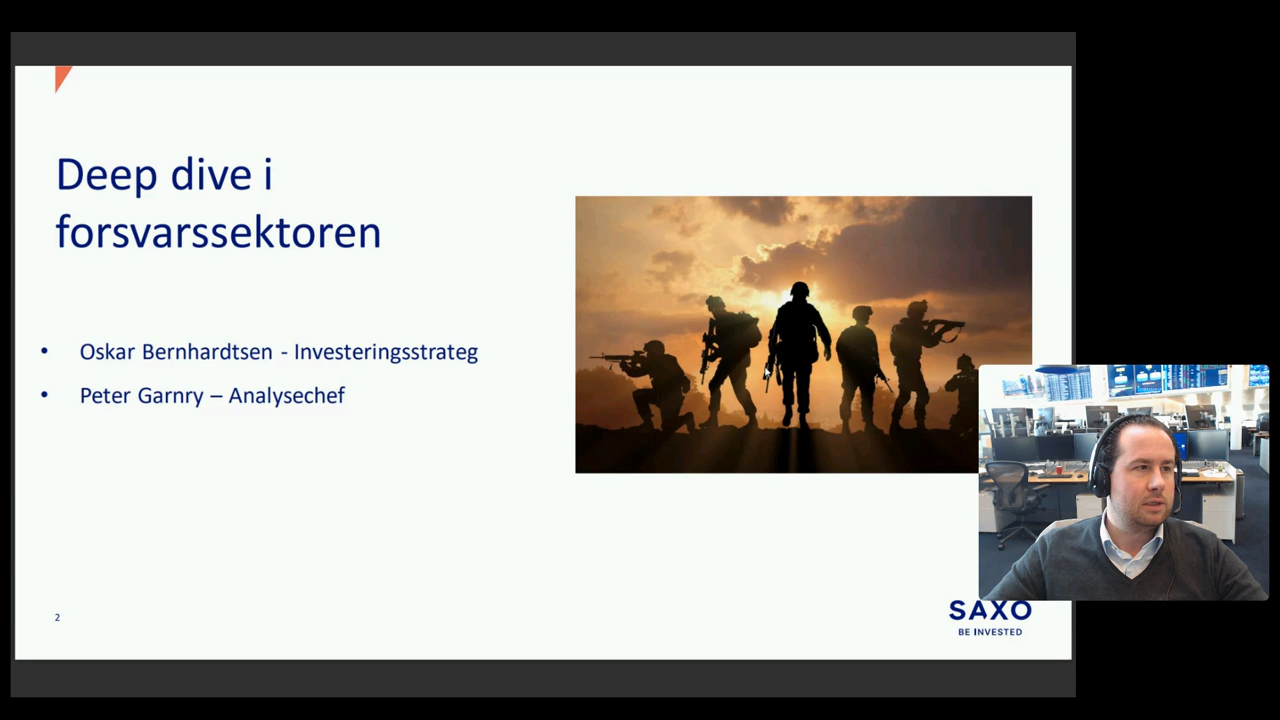 Deep dive i
forsvarssektoren
• Oskar Bernhardtsen - Investeringsstrateg
• Peter Garnry – Analysechef
2
SAXO
BE INVESTED